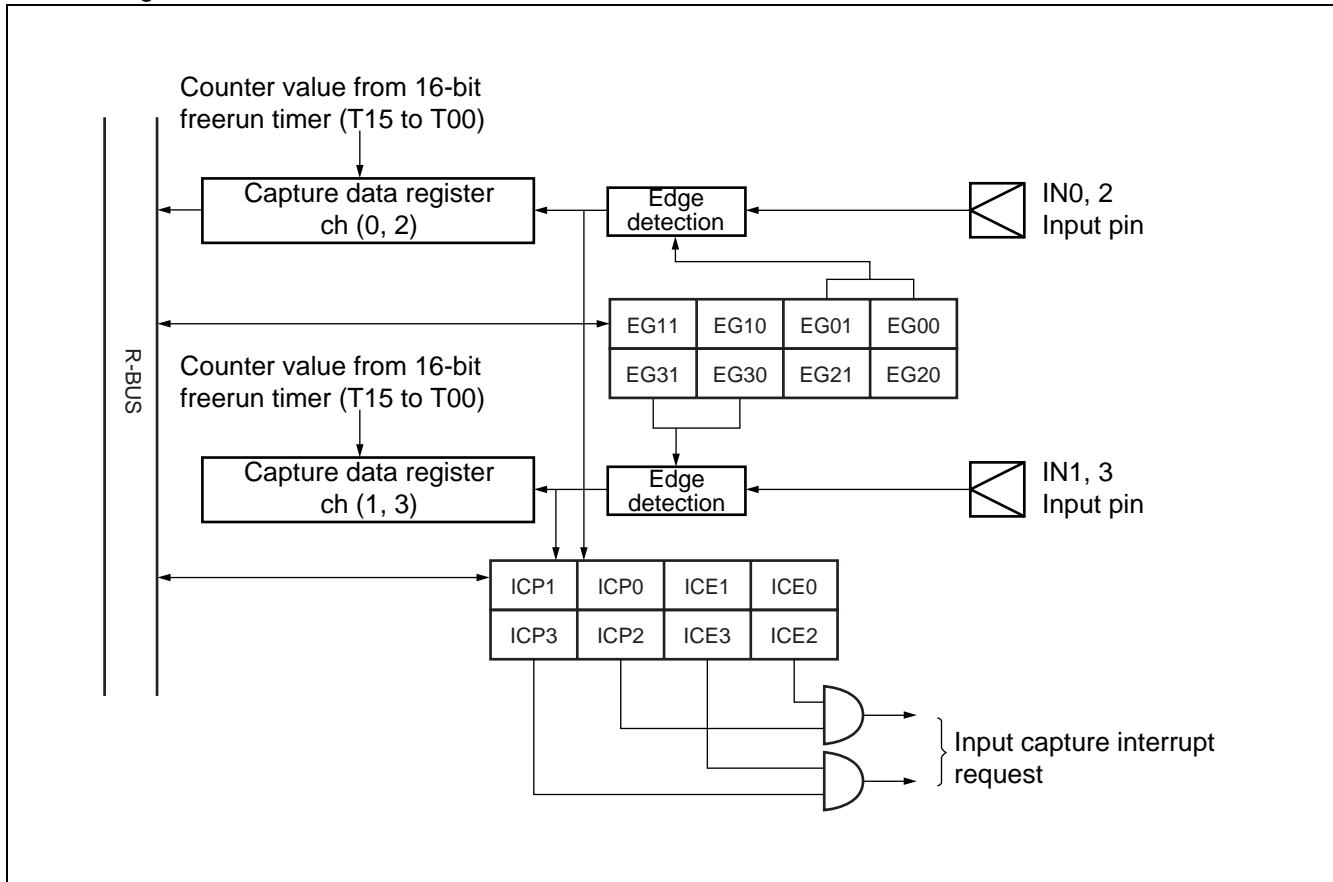 Counter value from 16-bit
freerun timer (T15 to T00)
Capture data register
ch (0, 2)
Edge
detection
IN0, 2
Input pin
EG11 EG10 EG01 EG00
EG31 EG30 EG21 EG20
R-BUS
Counter value from 16-bit
freerun timer (T15 to T00)
Capture data register
ch (1, 3)
Edge
detection
IN1, 3
Input pin
ICP1 ICP0 ICE1 ICE0
ICP3 ICP2 ICE3 ICE2
Input capture interrupt
request